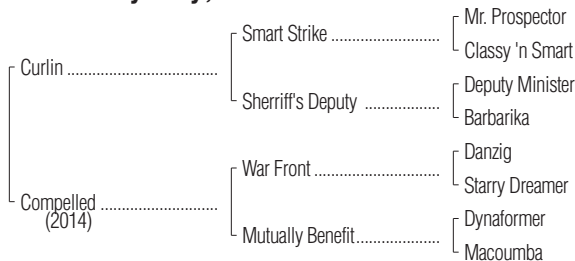 Mr. Prospector
Smart Strike ......................
Classy 'n Smart
Curlin ..............................
Deputy Minister
Sherriff's Deputy ...............
Barbarika
Danzig
War Front .........................
Starry Dreamer
Compelled ........................
(2014)
Dynaformer
Mutually Benefit.................
Macoumba